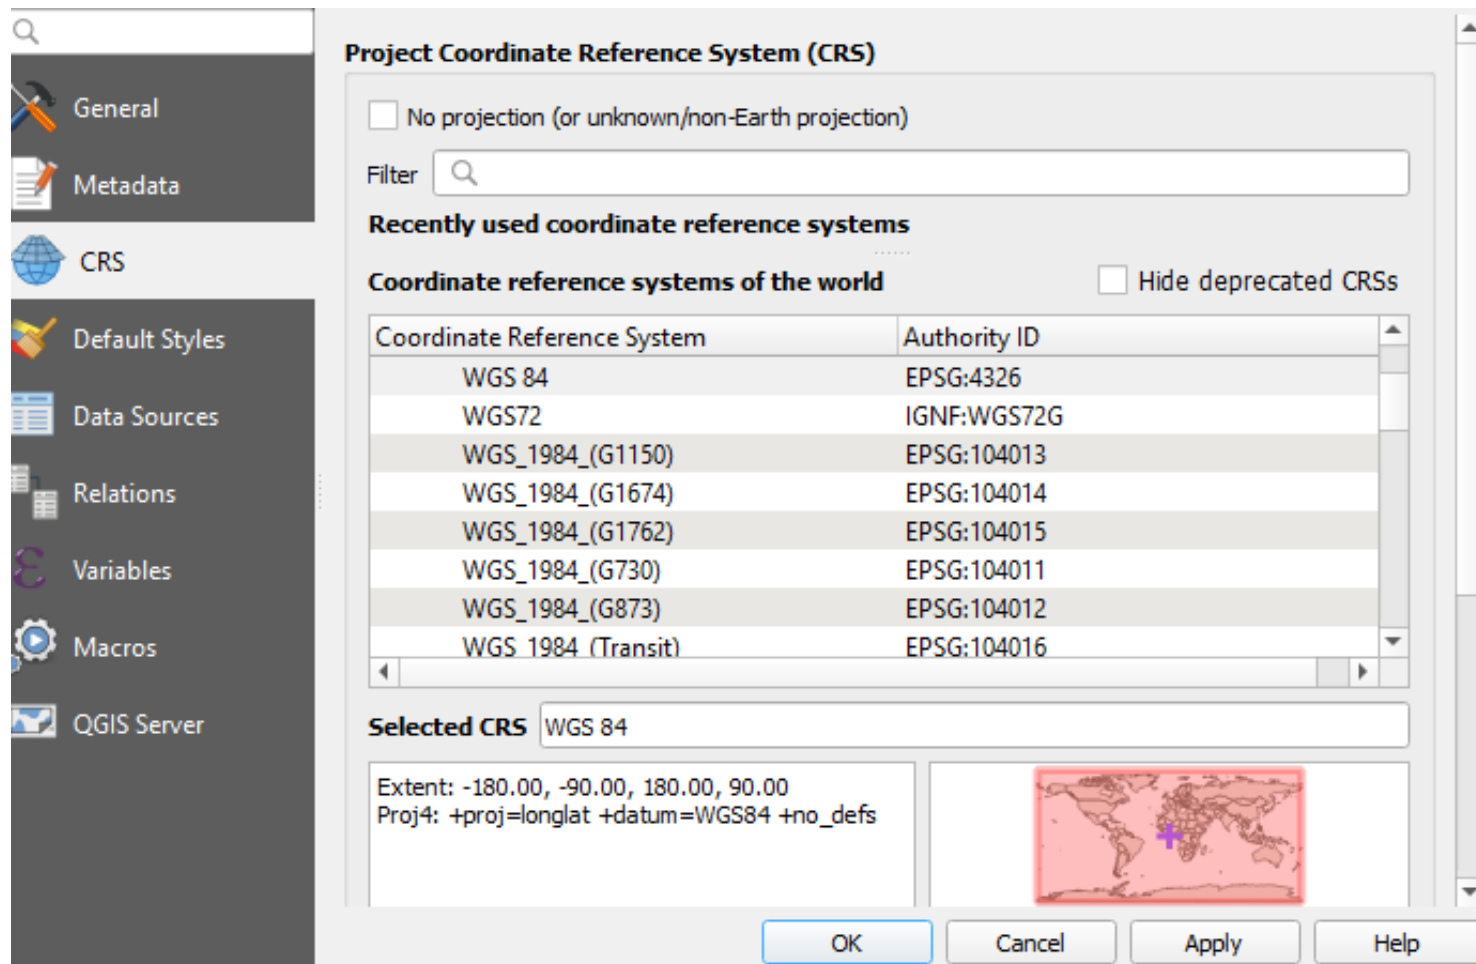 General
Metadata
CRS
Default Styles
Data Sources
Relations
Variables
Macros
QGIS Server
Project Coordinate Reference System (CRS)
No projection (or unknown/non-Earth projection)
Filter
Recently used coordinate reference systems
Coordinate reference systems of the world Hide deprecated CRSs
Coordinate Reference System Authority ID
WGS 84 EPSG:4326
WGS72 IGNF:WGS72G
WGS_1984_(G1150) EPSG:104013
WGS_1984_(G1674) EPSG:104014
WGS_1984_(G1762) EPSG:104015
WGS_1984_(G730) EPSG:104011
WGS_1984_(G873) EPSG:104012
WGS 1984 (Transit) EPSG:104016
Selected CRS WGS 84
Extent: -180.00, -90.00, 180.00, 90.00
Proj4: +proj=longlat +datum=WGS84 +no_defs
OK Cancel Apply Help